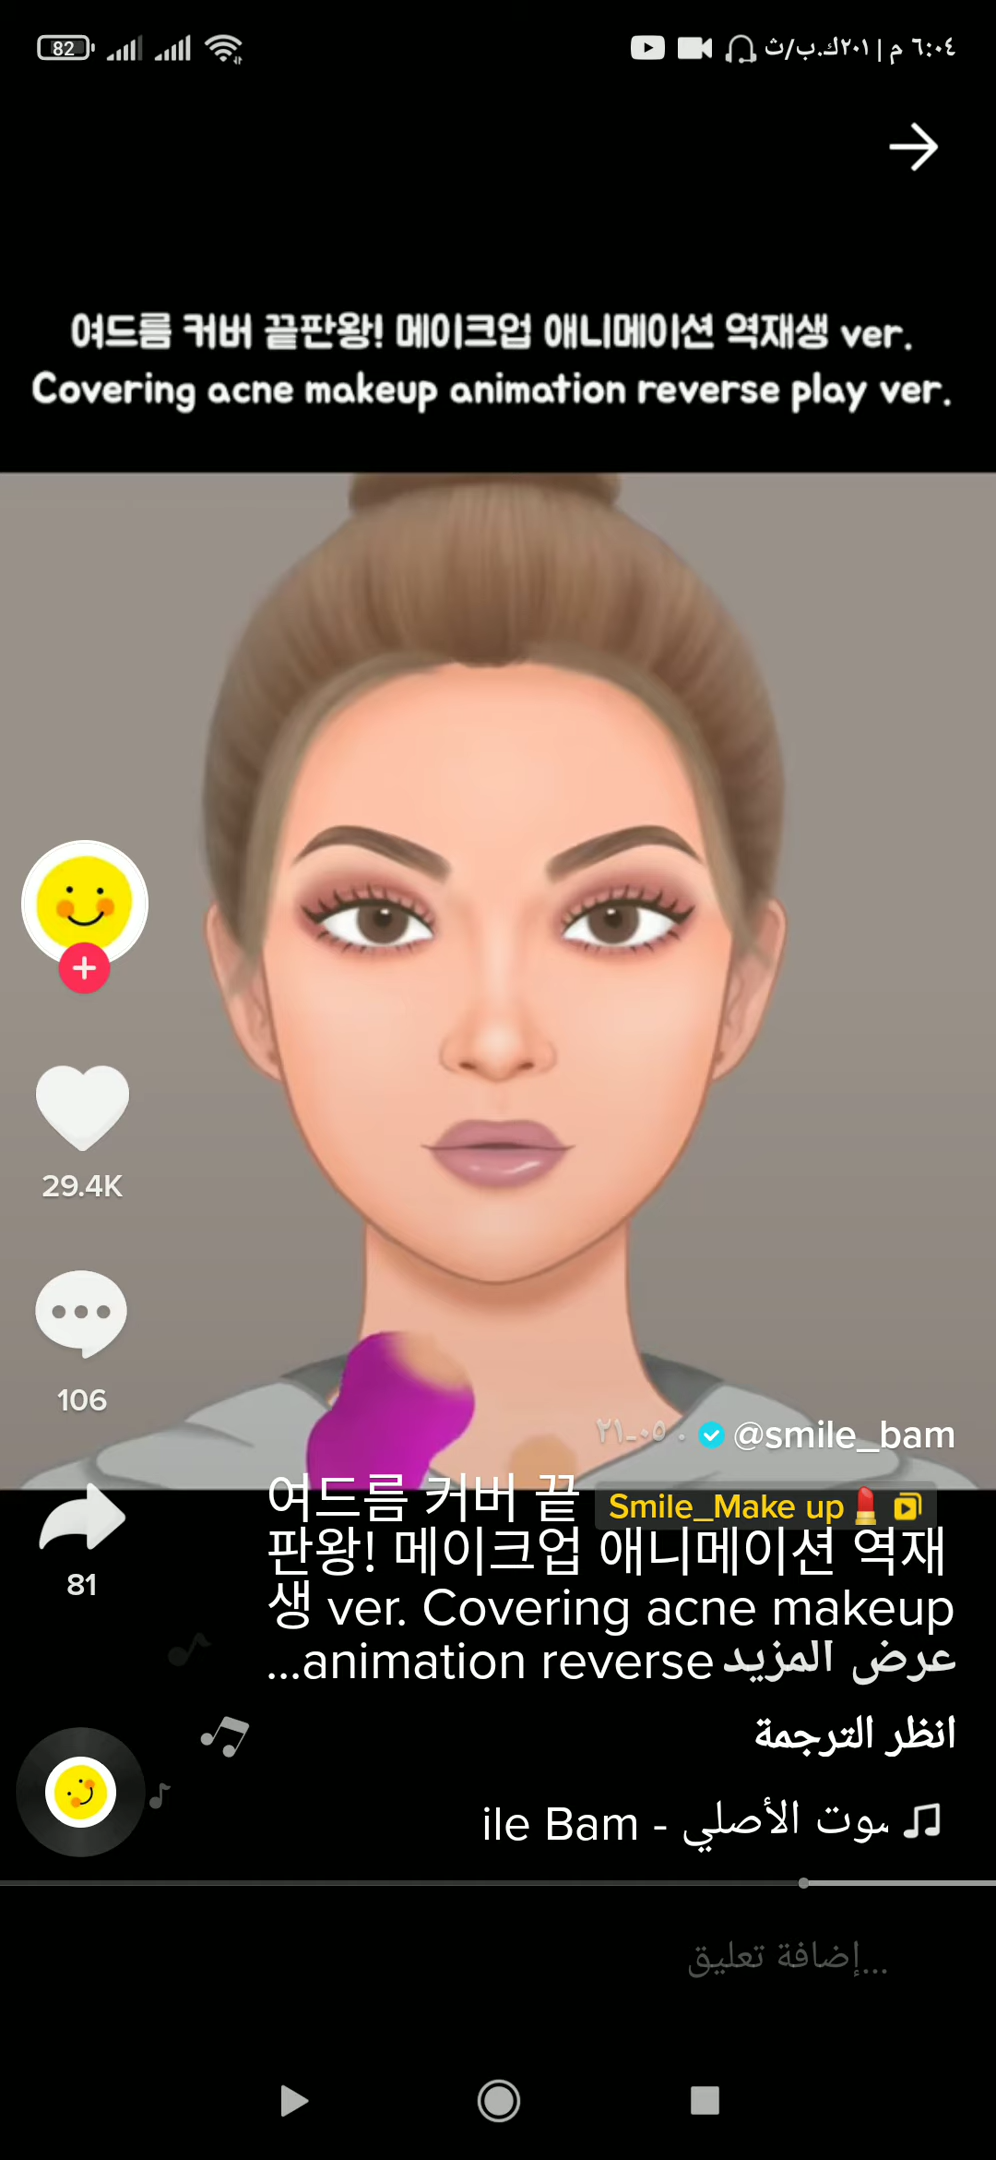 82
٦:٠٤ م | ٢٠١ك.ب/ث
여드름 커버 끝판왕! 메이크업 애니메이션 역재생 ver.
Covering acne makeup animation reverse play ver.
29.4K
106
81
@smile_bam · ٠٥-٢١
Smile_Make up💄
여드름 커버 끝
판왕! 메이크업 애니메이션 역재
생 ver. Covering acne makeup
animation reverse... عرض المزيد
انظر الترجمة
الأصلي - ile Bam
إضافة تعليق...